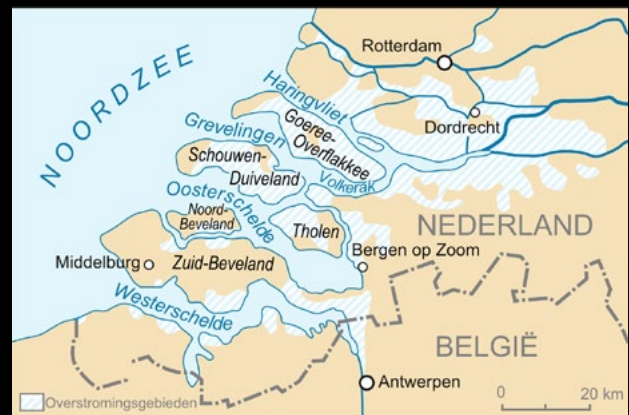 NOORDZEE
Rotterdam
Haringvliet
Dordrecht
Grevelingen
Goeree-
Overflakkee
Schouwen-
Duiveland
Volkerak
Oosterschelde
Noord-
Beveland
Tholen
NEDERLAND
Bergen op Zoom
Middelburg
Zuid-Beveland
Westerschelde
BELGIË
Antwerpen
Overstromingsgebieden
0 20 km